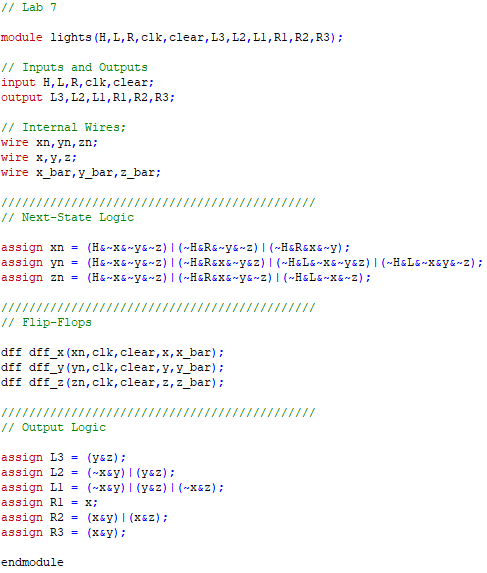 // Lab 7
module lights(H,L,R,clk,clear,L3,L2,L1,R1,R2,R3);
// Inputs and Outputs
input H,L,R,clk,clear;
output L3,L2,L1,R1,R2,R3;
// Internal Wires;
wire xn,yn,zn;
wire x,y,z;
wire x_bar,y_bar,z_bar;
/////////////////////////////////////////////
// Next-State Logic
assign xn = (H&~x&~y&~z)|(~H&R&~y&~z)|(~H&R&x&~y);
assign yn = (H&~x&~y&~z)|(~H&R&x&~y&z)|(~H&L&~x&~y&z)|(~H&L&~x&y&~z);
assign zn = (H&~x&~y&~z)|(~H&R&x&~y&~z)|(~H&L&~x&~z);
/////////////////////////////////////////////
// Flip-Flops
dff dff_x(xn,clk,clear,x,x_bar);
dff dff_y(yn,clk,clear,y,y_bar);
dff dff_z(zn,clk,clear,z,z_bar);
/////////////////////////////////////////////
// Output Logic
assign L3 = (y&z);
assign L2 = (~x&y)|(y&z);
assign L1 = (~x&y)|(y&z)|(~x&z);
assign R1 = x;
assign R2 = (x&y)|(x&z);
assign R3 = (x&y);
endmodule